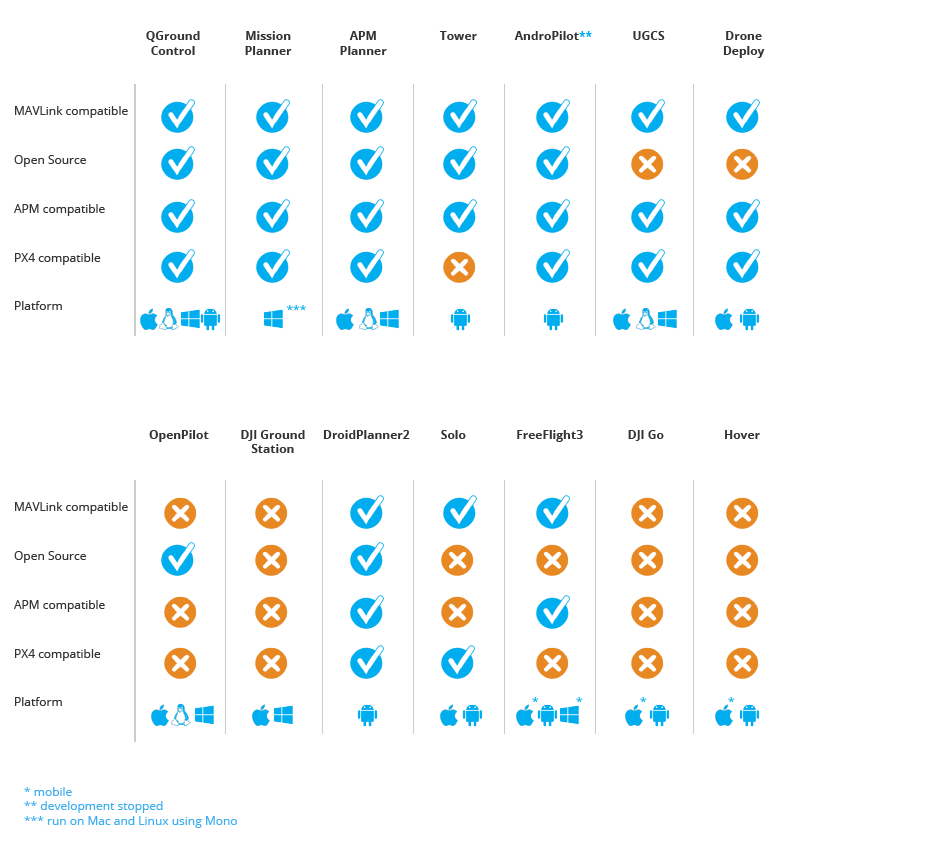 QGround Control
Mission Planner
APM Planner
Tower
AndroPilot**
UGCS
Drone Deploy
MAVLink compatible
Open Source
APM compatible
PX4 compatible
Platform
***
OpenPilot
DJI Ground Station
DroidPlanner2
Solo
FreeFlight3
DJI Go
Hover
MAVLink compatible
Open Source
APM compatible
PX4 compatible
Platform
* * * *
* mobile
** development stopped
*** run on Mac and Linux using Mono